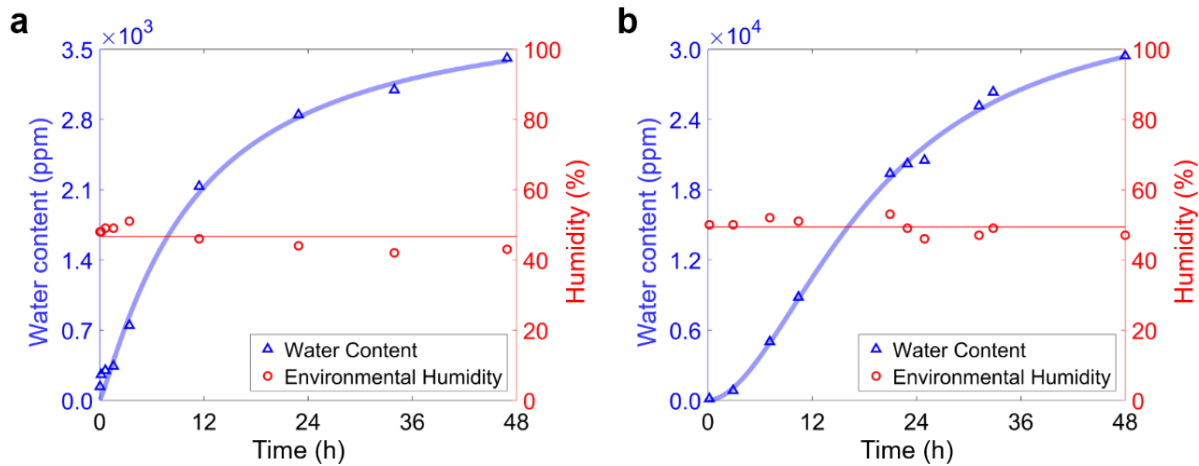 a
×10³
3.5
2.8
2.1
1.4
0.7
0.0
Water content (ppm)
100
80
60
40
20
0
Humidity (%)
Water Content
Environmental Humidity
0 12 24 36 48
Time (h)
b
×10⁴
3.0
2.4
1.8
1.2
0.6
0.0
Water content (ppm)
100
80
60
40
20
0
Humidity (%)
Water Content
Environmental Humidity
0 12 24 36 48
Time (h)